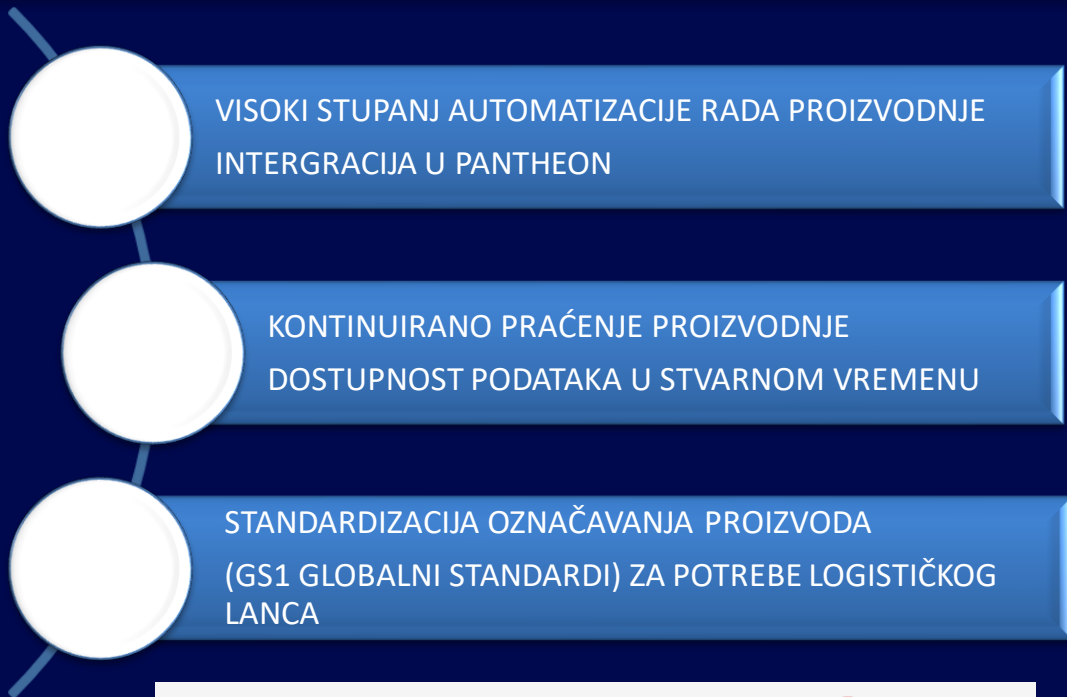 VISOKI STUPANJ AUTOMATIZACIJE RADA PROIZVODNJE
INTERGRACIJA U PANTHEON
KONTINUIRANO PRAĆENJE PROIZVODNJE
DOSTUPNOST PODATAKA U STVARNOM VREMENU
STANDARDIZACIJA OZNAČAVANJA PROIZVODA
(GS1 GLOBALNI STANDARDI) ZA POTREBE LOGISTIČKOG
LANCA